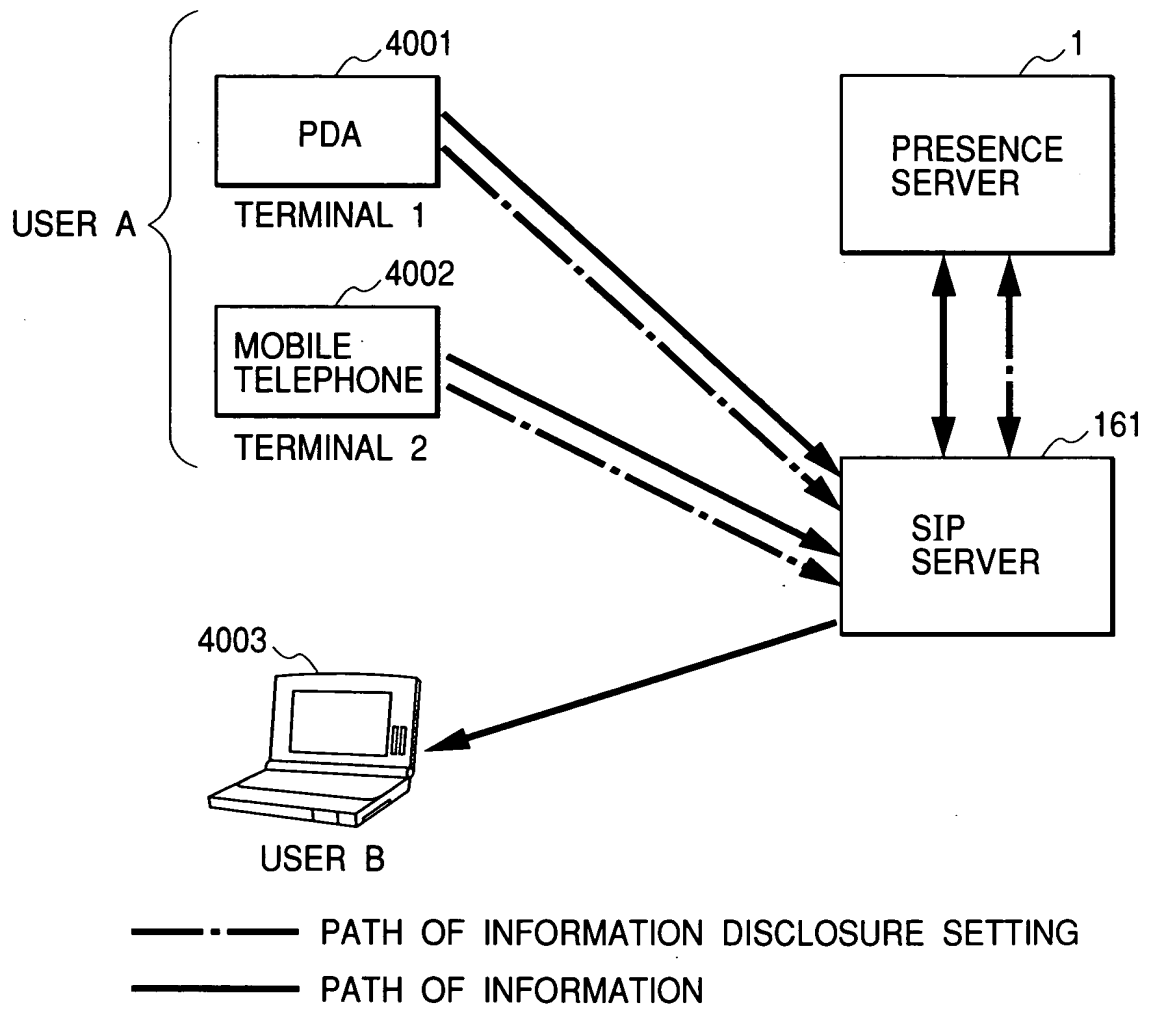 4001
1
PDA
PRESENCE
SERVER
TERMINAL 1
USER A
4002
MOBILE
TELEPHONE
TERMINAL 2
161
SIP
SERVER
4003
USER B
PATH OF INFORMATION DISCLOSURE SETTING
PATH OF INFORMATION